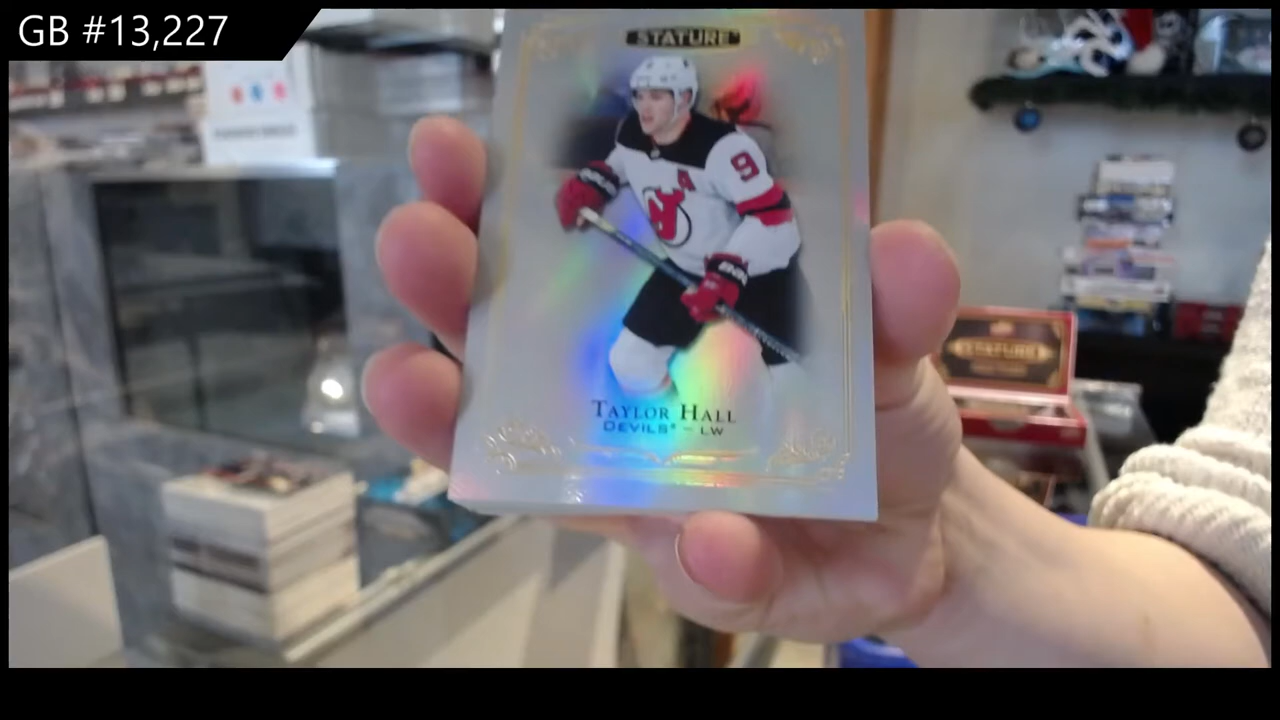 GB #13,227
STATURE
9
A
TAYLOR HALL
DEVILS® - LW
STATURE